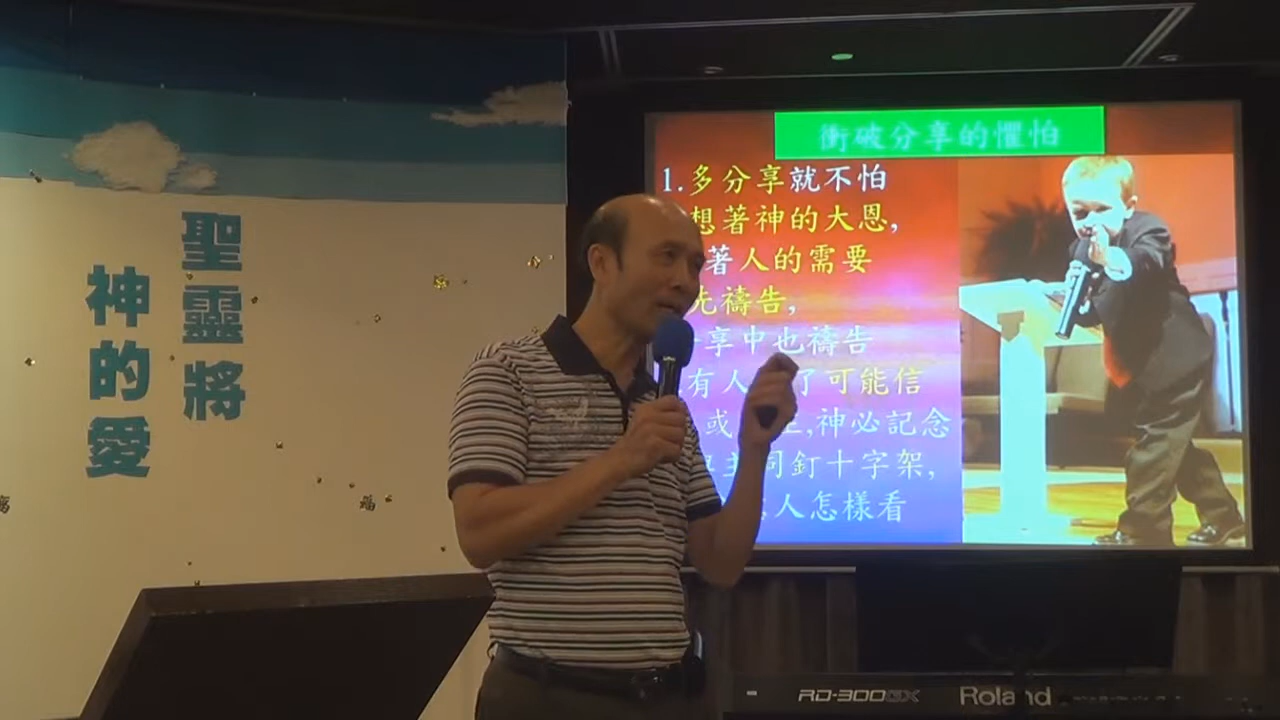 聖靈將
神的愛
衝破分享的懼怕
1.多分享就不怕
想著神的大恩,
著人的需要
先禱告,
享中也禱告
有人 了可能信
或 ,神必記念
同釘十字架,
人怎樣看
福
RD-300GX Roland